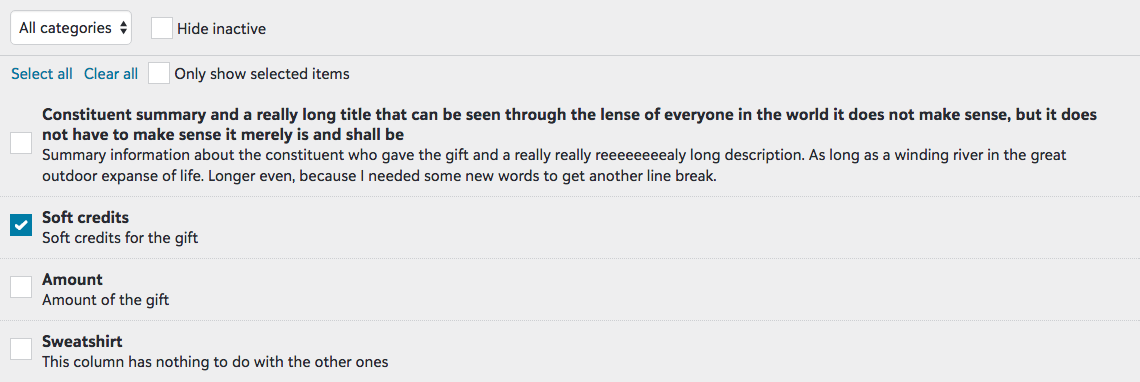 All categories Hide inactive
Select all Clear all Only show selected items
Constituent summary and a really long title that can be seen through the lense of everyone in the world it does not make sense, but it does
not have to make sense it merely is and shall be
Summary information about the constituent who gave the gift and a really really reeeeeeeealy long description. As long as a winding river in the great
outdoor expanse of life. Longer even, because I needed some new words to get another line break.
Soft credits
Soft credits for the gift
Amount
Amount of the gift
Sweatshirt
This column has nothing to do with the other ones